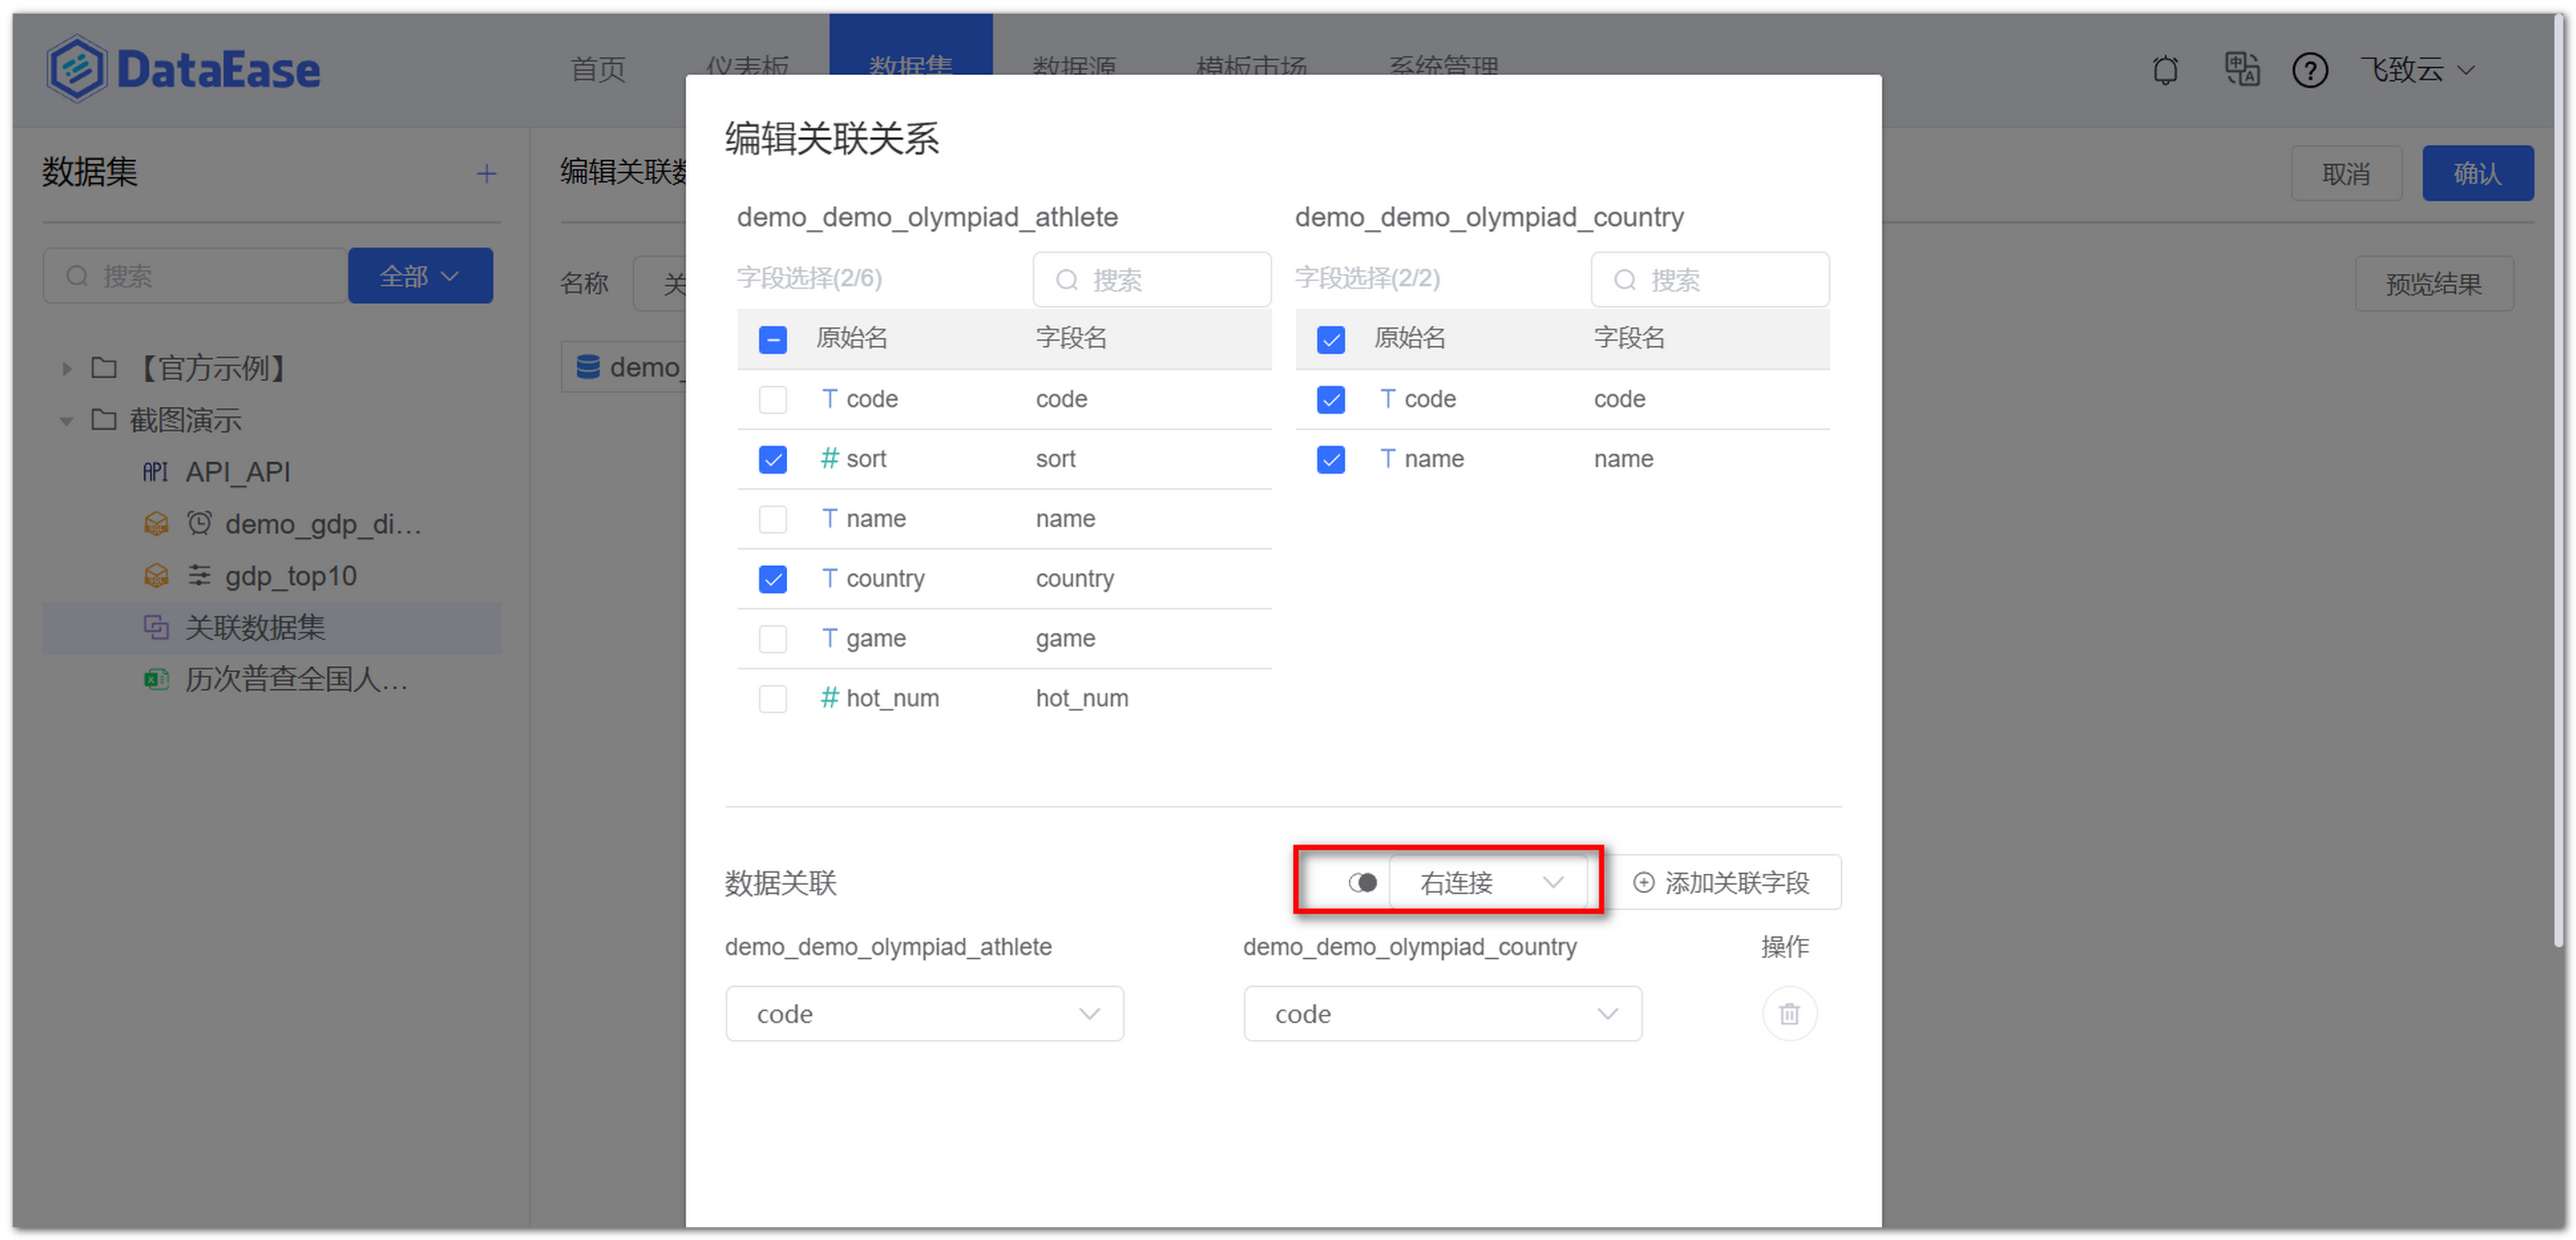 DataEase
首页
仪表板
数据集
数据源
模板市场
系统管理
飞致云
数据集
搜索
全部
【官方示例】
截图演示
API API_API
demo_gdp_di...
gdp_top10
关联数据集
历次普查全国人...
编辑关联数
取消
确认
名称
关
预览结果
demo_
编辑关联关系
demo_demo_olympiad_athlete
字段选择(2/6)
搜索
原始名 字段名
T code code
# sort sort
T name name
T country country
T game game
# hot_num hot_num
demo_demo_olympiad_country
字段选择(2/2)
搜索
原始名 字段名
T code code
T name name
数据关联
右连接
添加关联字段
demo_demo_olympiad_athlete
demo_demo_olympiad_country
操作
code
code